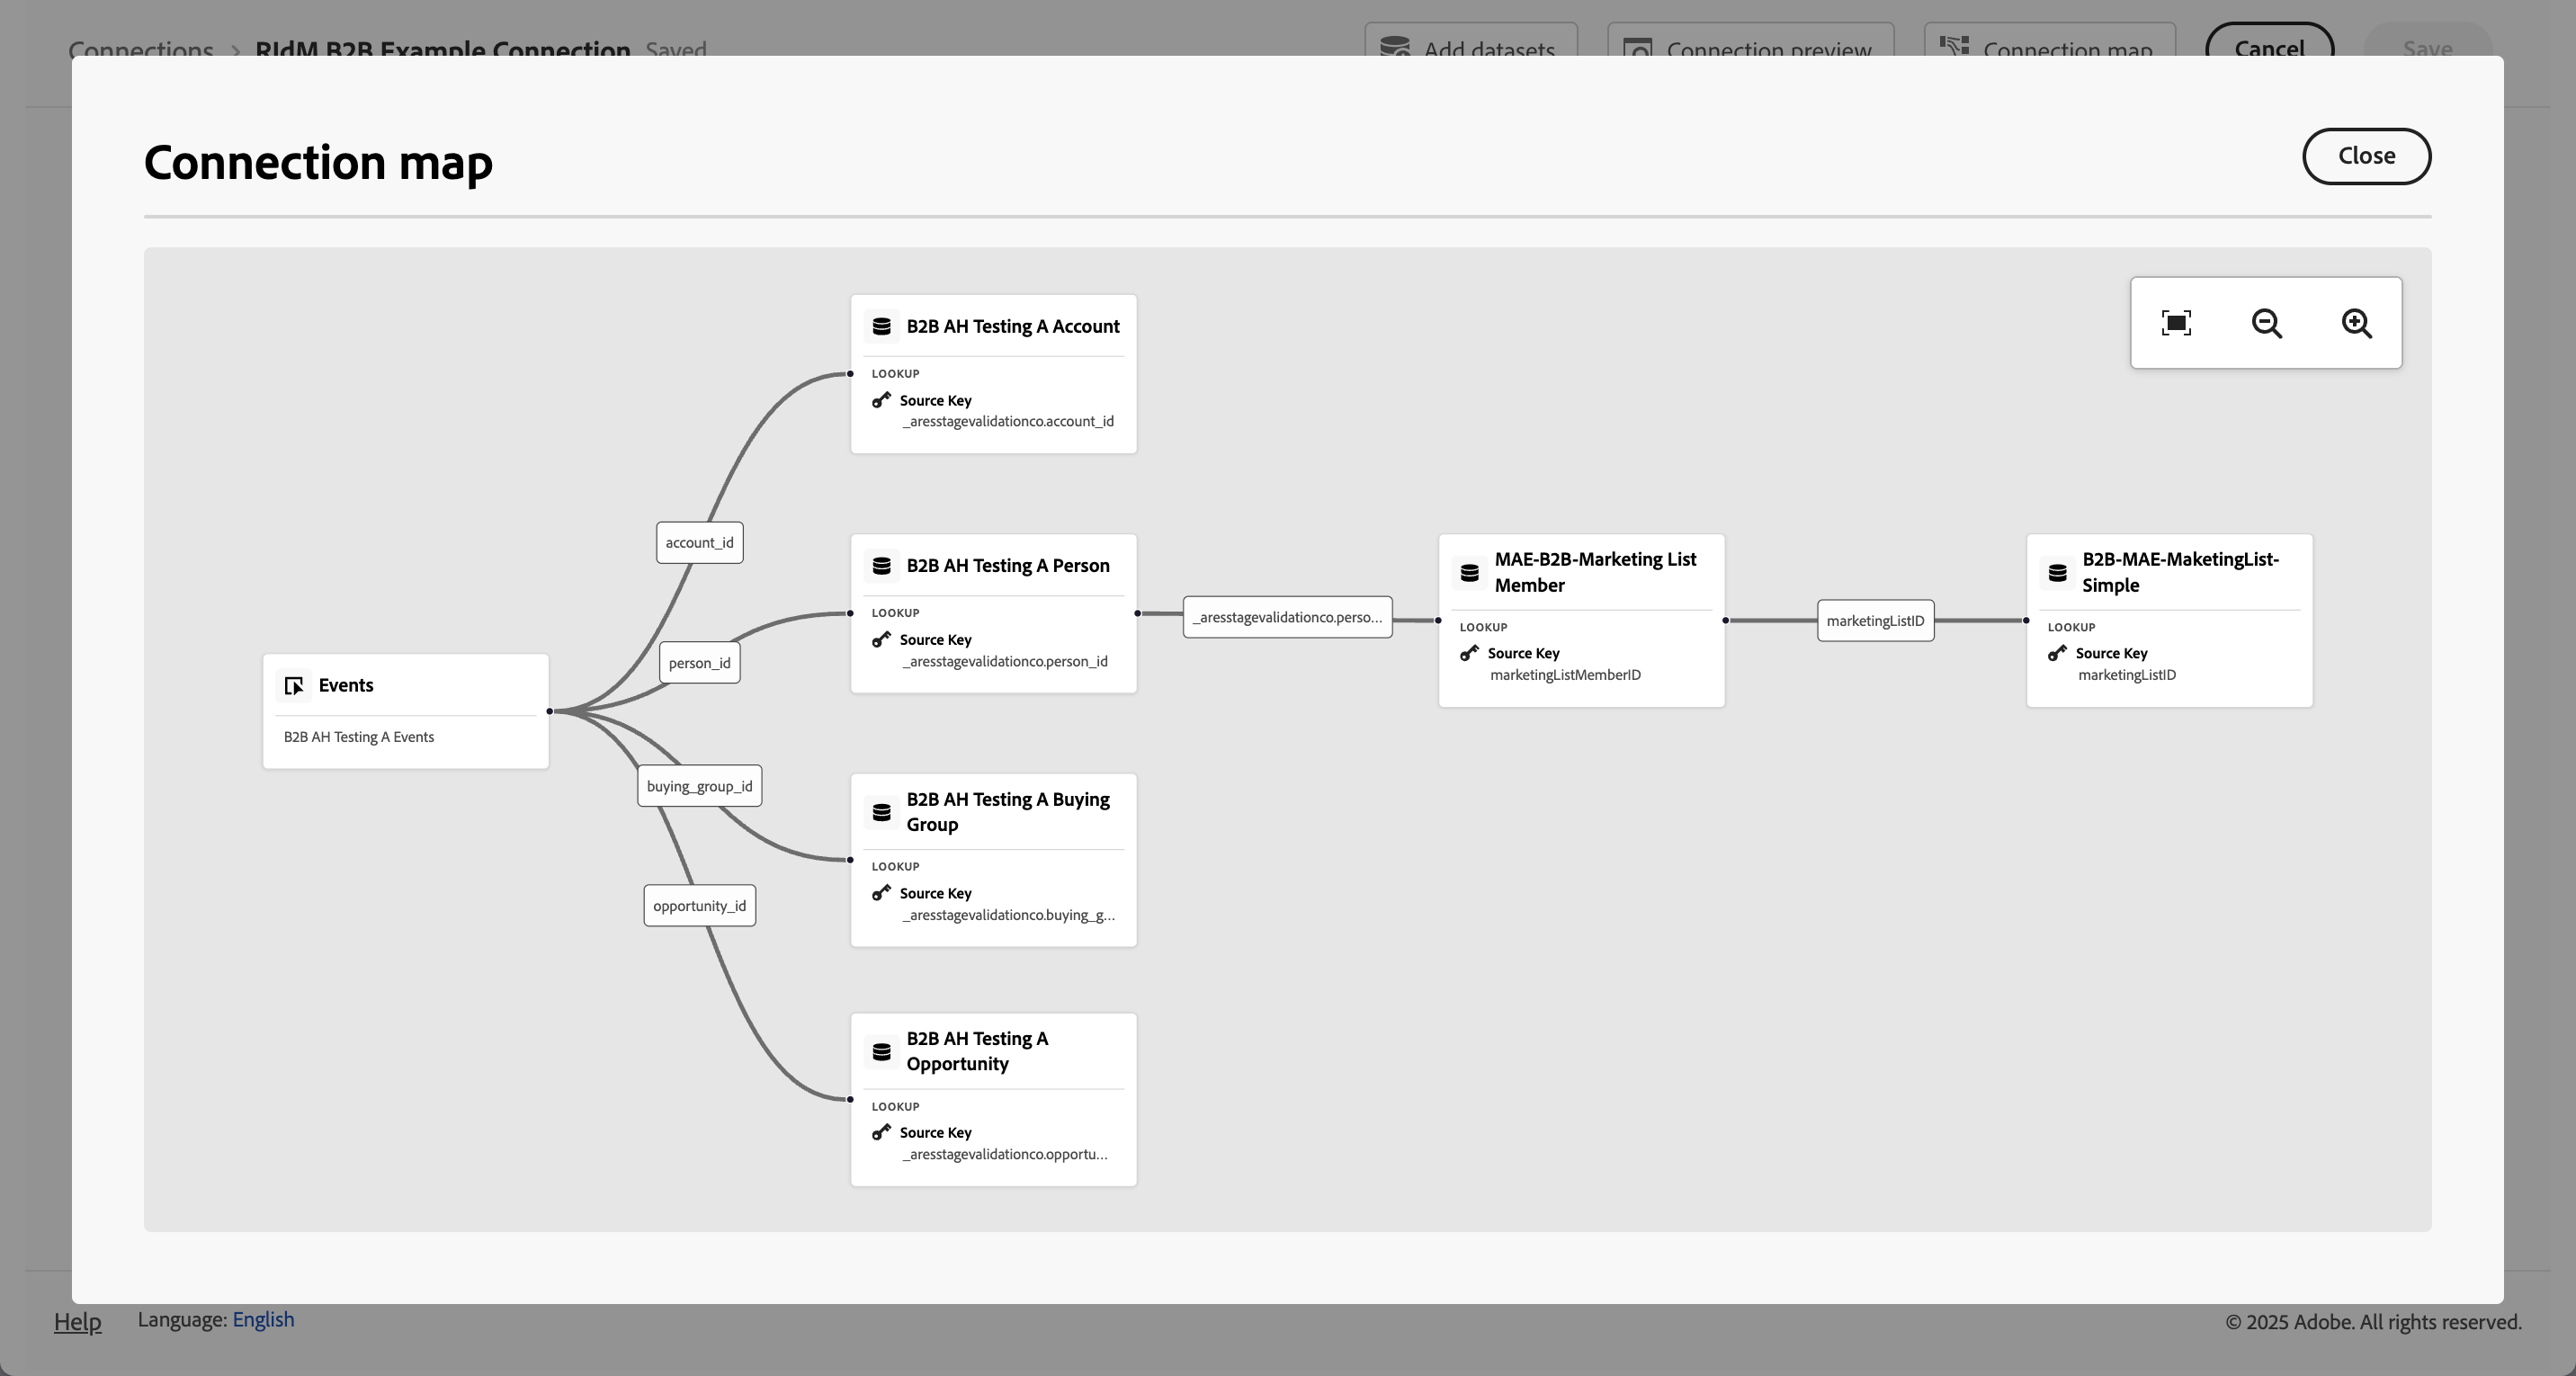 Connections > RIdM B2B Example Connection Saved
Add datasets
Connection preview
Connection map
Cancel
Save
Connection map
Close
B2B AH Testing A Account
LOOKUP
Source Key
_aresstagevalidationco.account_id
account_id
B2B AH Testing A Person
LOOKUP
Source Key
_aresstagevalidationco.person_id
person_id
_aresstagevalidationco.perso...
MAE-B2B-Marketing List
Member
LOOKUP
Source Key
marketingListMemberID
marketingListID
B2B-MAE-MaketingList-
Simple
LOOKUP
Source Key
marketingListID
Events
B2B AH Testing A Events
buying_group_id
B2B AH Testing A Buying
Group
LOOKUP
Source Key
_aresstagevalidationco.buying_g...
opportunity_id
B2B AH Testing A
Opportunity
LOOKUP
Source Key
_aresstagevalidationco.opportu...
Help
Language: English
© 2025 Adobe. All rights reserved.